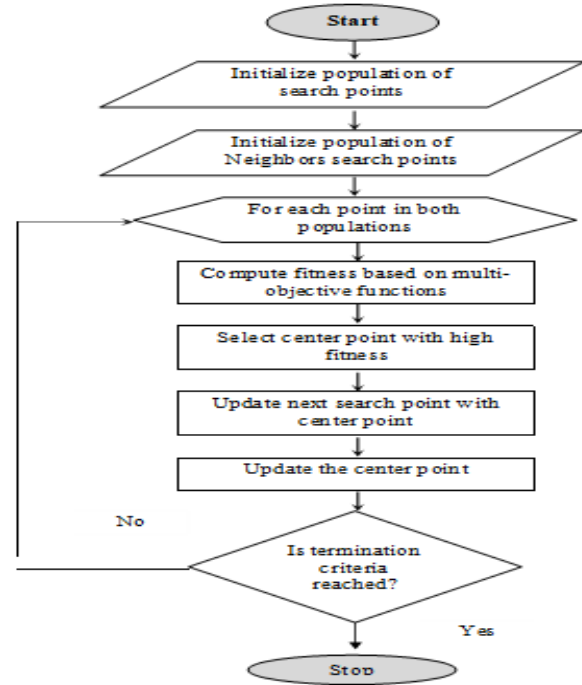 Start
Initialize population of
search points
Initialize population of
Neighbors search points
For each point in both
populations
Compute fitness based on multi-
objective functions
Select center point with high
fitness
Update next search point with
center point
Update the center point
No
Is termination
criteria
reached?
Yes
Stop